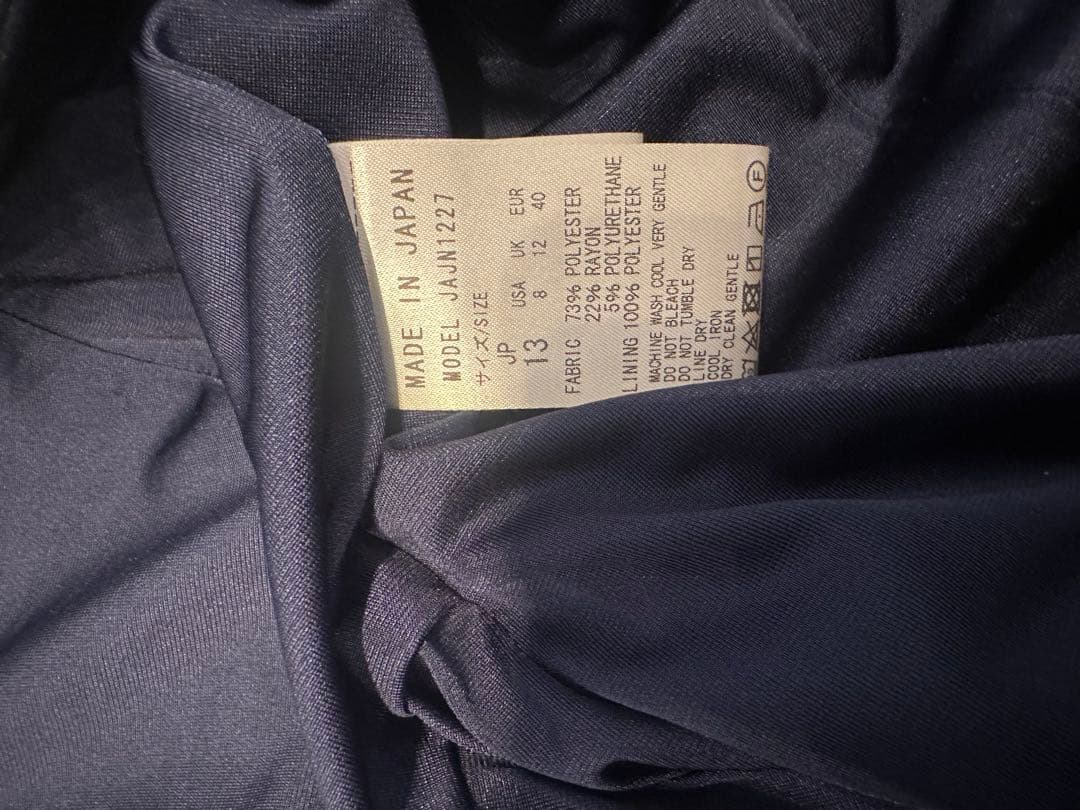 MADE IN JAPAN
MODEL JAJN1227
サイズ/SIZE
JP USA UK EUR
13 8 12 40
FABRIC 73% POLYESTER
22% RAYON
5% POLYURETHANE
LINING 100% POLYESTER
MACHINE WASH COOL VERY GENTLE
DO NOT BLEACH
DO NOT TUMBLE DRY
LINE DRY
COOL IRON
DRY CLEAN GENTLE
F